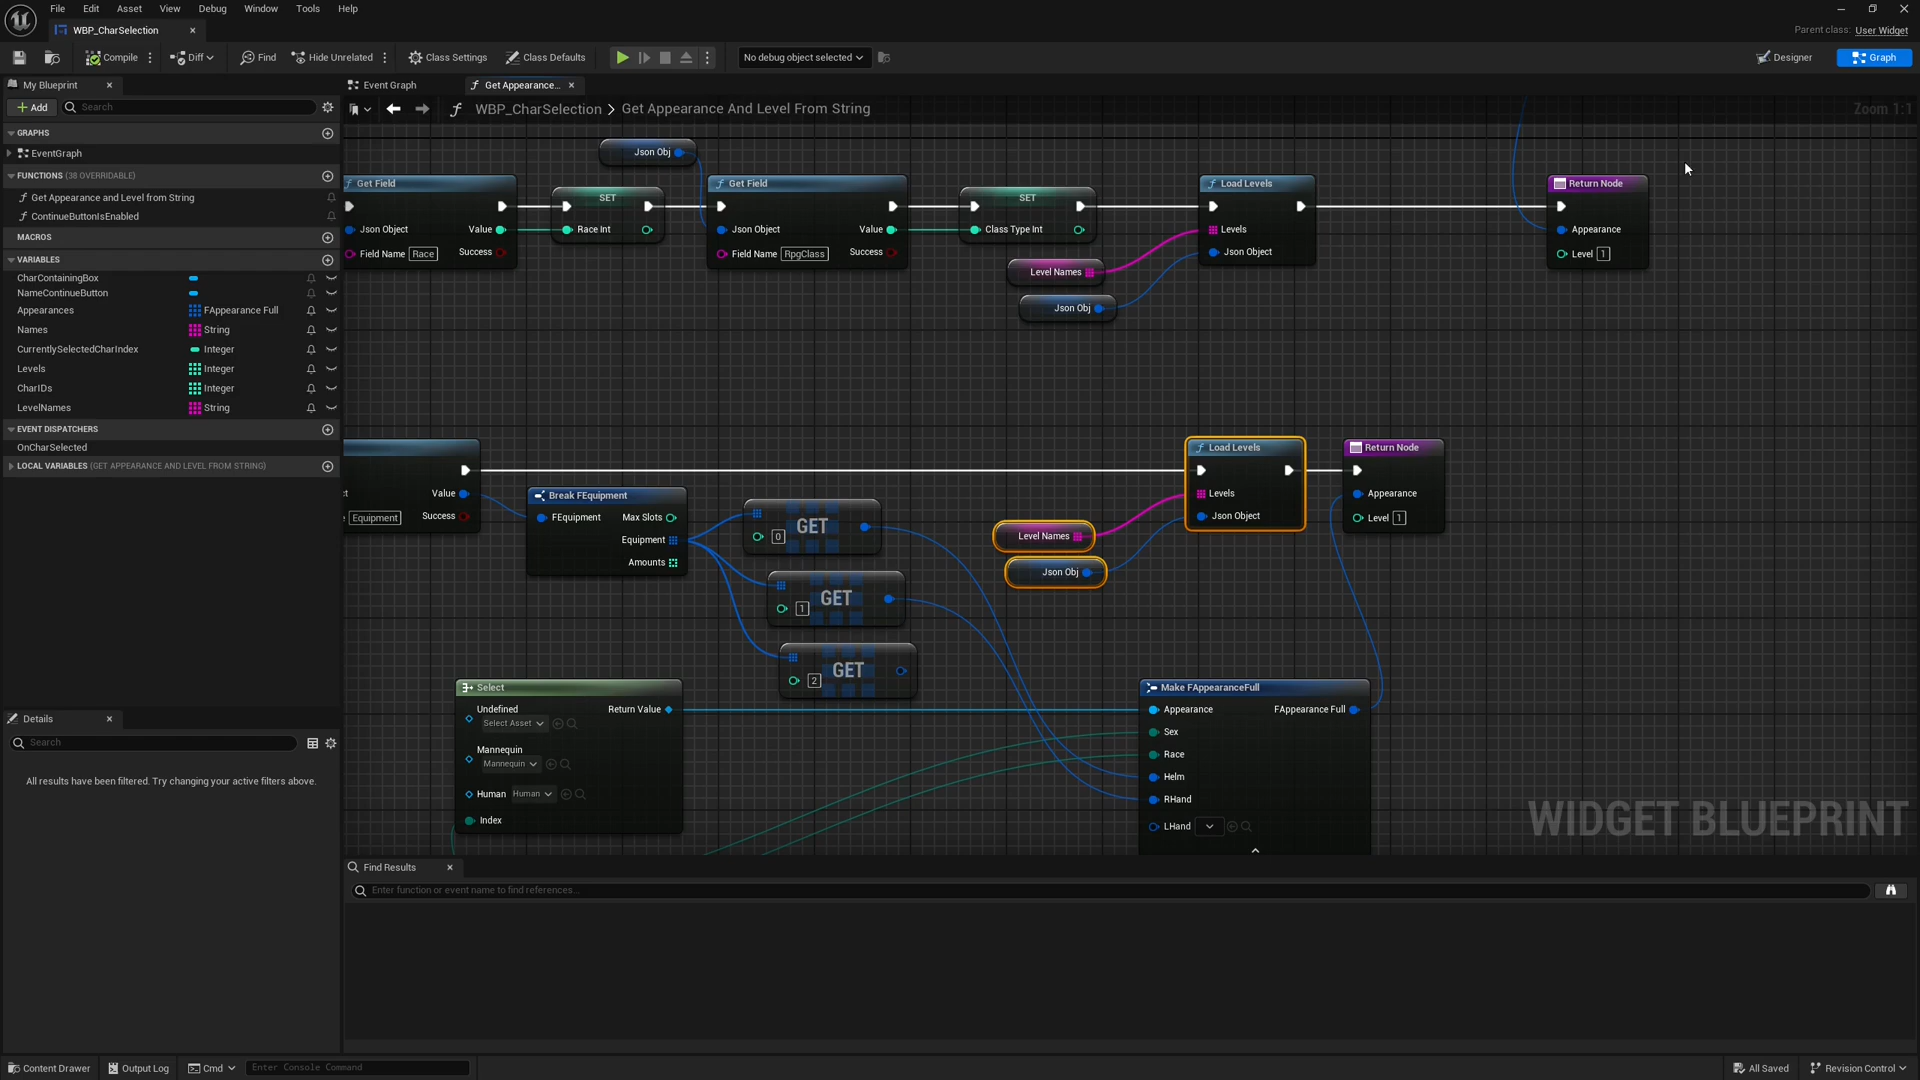 File Edit Asset View Debug Window Tools Help
WBP_CharSelection
Parent class: User Widget
Compile Diff Find Hide Unrelated Class Settings Class Defaults No debug object selected Designer Graph
My Blueprint Event Graph Get Appearance...
Add Search WBP_CharSelection > Get Appearance And Level From String Zoom 1:1
GRAPHS
EventGraph
FUNCTIONS (38 OVERRIDABLE)
Get Appearance and Level from String
ContinueButtonIsEnabled
MACROS
VARIABLES
CharContainingBox
NameContinueButton
Appearances FAppearance Full
Names String
CurrentlySelectedCharIndex Integer
Levels Integer
CharIDs Integer
LevelNames String
EVENT DISPATCHERS
OnCharSelected
LOCAL VARIABLES (GET APPEARANCE AND LEVEL FROM STRING)
Json Obj
Get Field
Json Object Value
Field Name Race Success
SET
Race Int
Get Field
Json Object Value
Field Name RpgClass Success
SET
Class Type Int
Level Names
Json Obj
Load Levels
Levels
Json Object
Return Node
Appearance
Level 1
ct Value
e Equipment Success
Break FEquipment
FEquipment Max Slots
Equipment
Amounts
GET
0
GET
1
GET
2
Level Names
Json Obj
Load Levels
Levels
Json Object
Return Node
Appearance
Level 1
Select
Undefined Return Value
Select Asset
Mannequin
Mannequin
Human Human
Index
Make FAppearanceFull
Appearance FAppearance Full
Sex
Race
Helm
RHand
LHand
WIDGET BLUEPRINT
Details
Search
All results have been filtered. Try changing your active filters above.
Find Results
Enter function or event name to find references...
Content Drawer Output Log Cmd Enter Console Command All Saved Revision Control